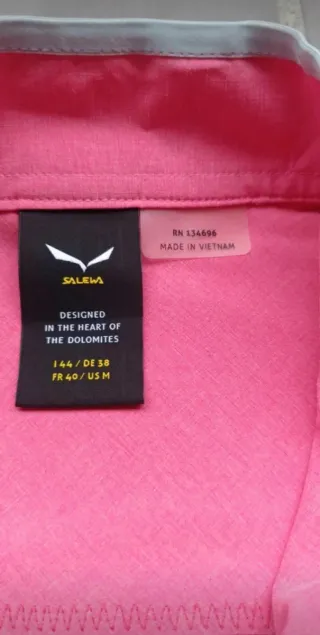 SALEWA
DESIGNED
IN THE HEART OF
THE DOLOMITES
I 44 / DE 38
FR 40 / US M
RN 134696
MADE IN VIETNAM